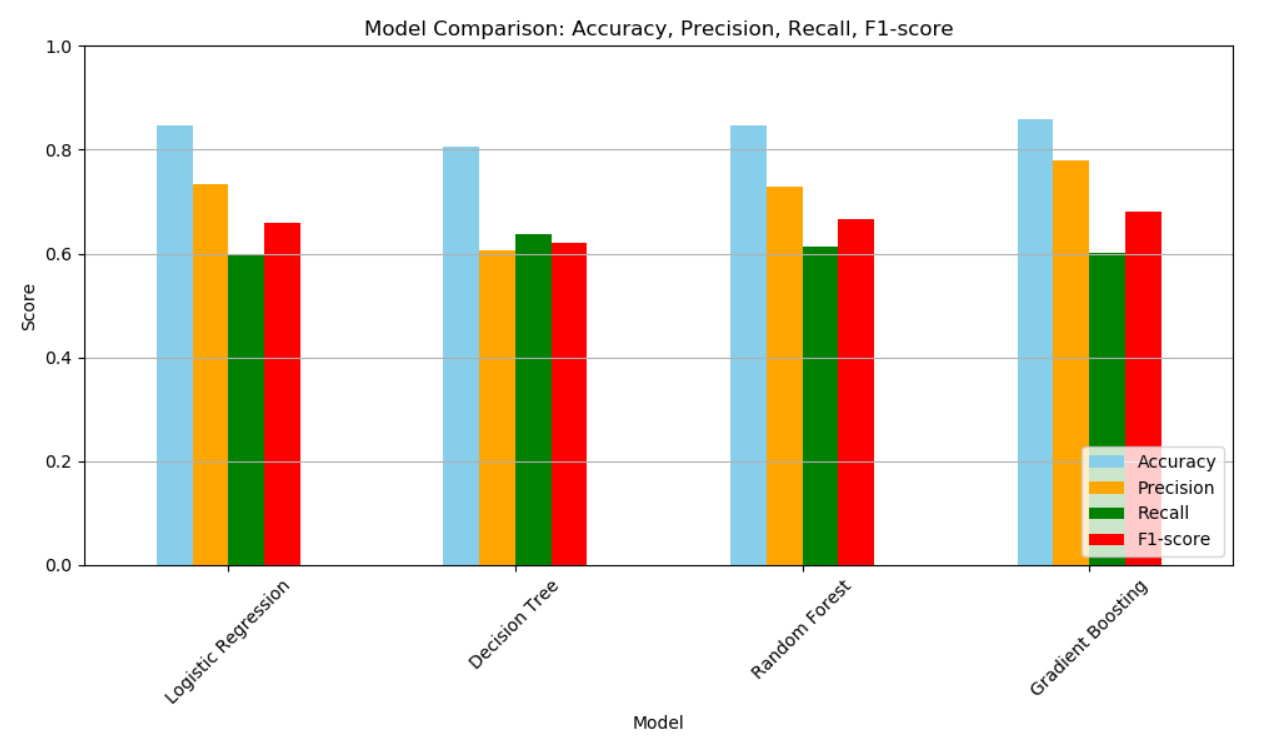 Model Comparison: Accuracy, Precision, Recall, F1-score
1.0
0.8
0.6
0.4
0.2
0.0
Score
Accuracy
Precision
Recall
F1-score
Logistic Regression
Decision Tree
Random Forest
Gradient Boosting
Model